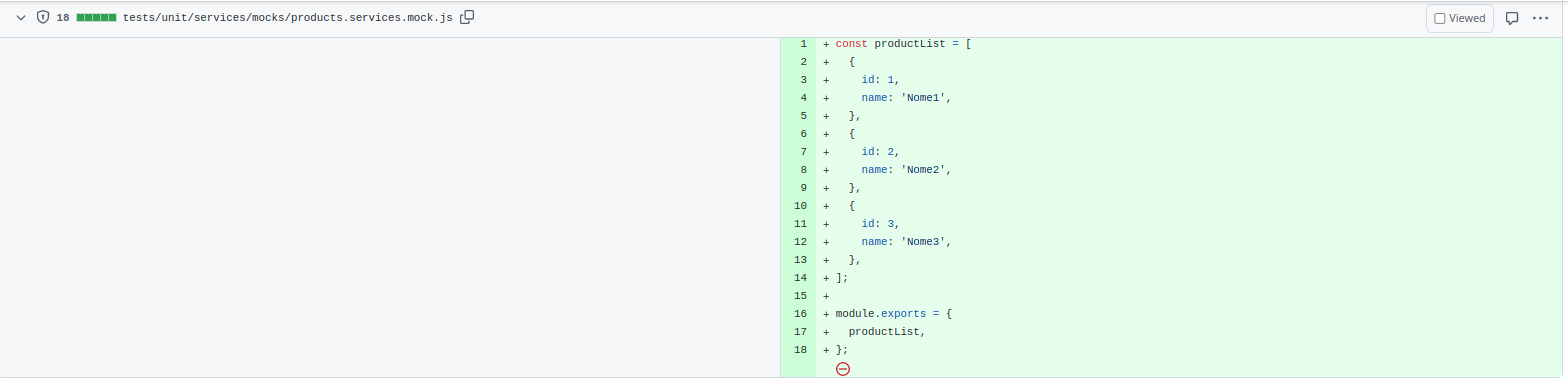 18 tests/unit/services/mocks/products.services.mock.js Viewed
1 + const productList = [
2 +   {
3 +     id: 1,
4 +     name: 'Nome1',
5 +   },
6 +   {
7 +     id: 2,
8 +     name: 'Nome2',
9 +   },
10 +   {
11 +     id: 3,
12 +     name: 'Nome3',
13 +   },
14 + ];
15 +
16 + module.exports = {
17 +   productList,
18 + };